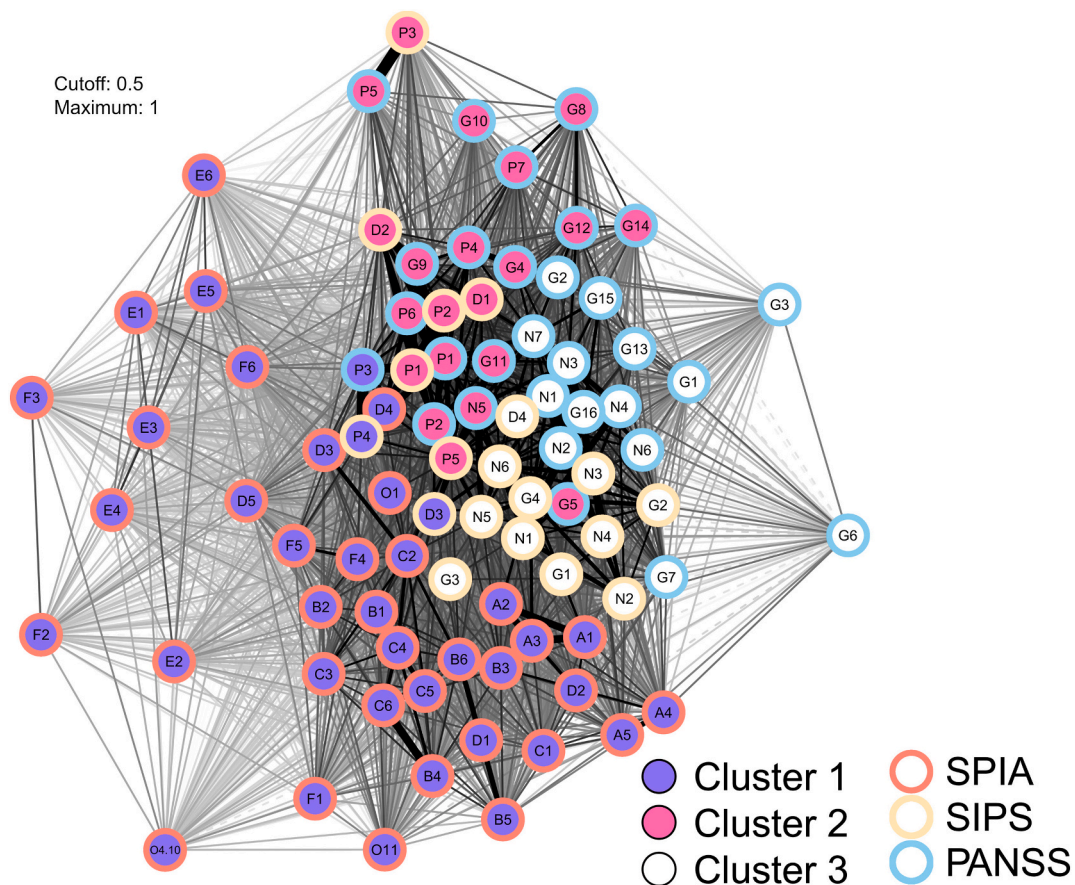 P3
Cutoff: 0.5
Maximum: 1
P5
G8
G10
P7
E6
D2
G12
G14
P4
G9
G4
G2
E5
G15
D1
G3
E1
P6
P2
N7
G13
P1
G11
N3
F6
P3
P1
G1
F3
N1
N4
D4
N5
G16
D4
E3
P2
P4
D3
N2
N6
P5
N6
N3
O1
D5
G4
G5
G2
E4
D3
N5
G6
N1
N4
F5
F4
C2
G1
G7
G3
N2
B2
B1
A2
F2
A3
A1
C4
E2
B6
B3
C3
C5
D2
C6
A4
A5
D1
C1
B4
Cluster 1
SPIA
F1
B5
Cluster 2
SIPS
O4.10
O11
Cluster 3
PANSS